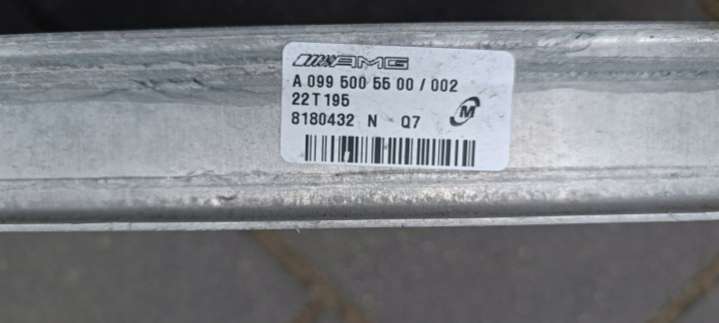 AMG
A 099 500 55 00 / 002
22T195
8180432 N Q7
M